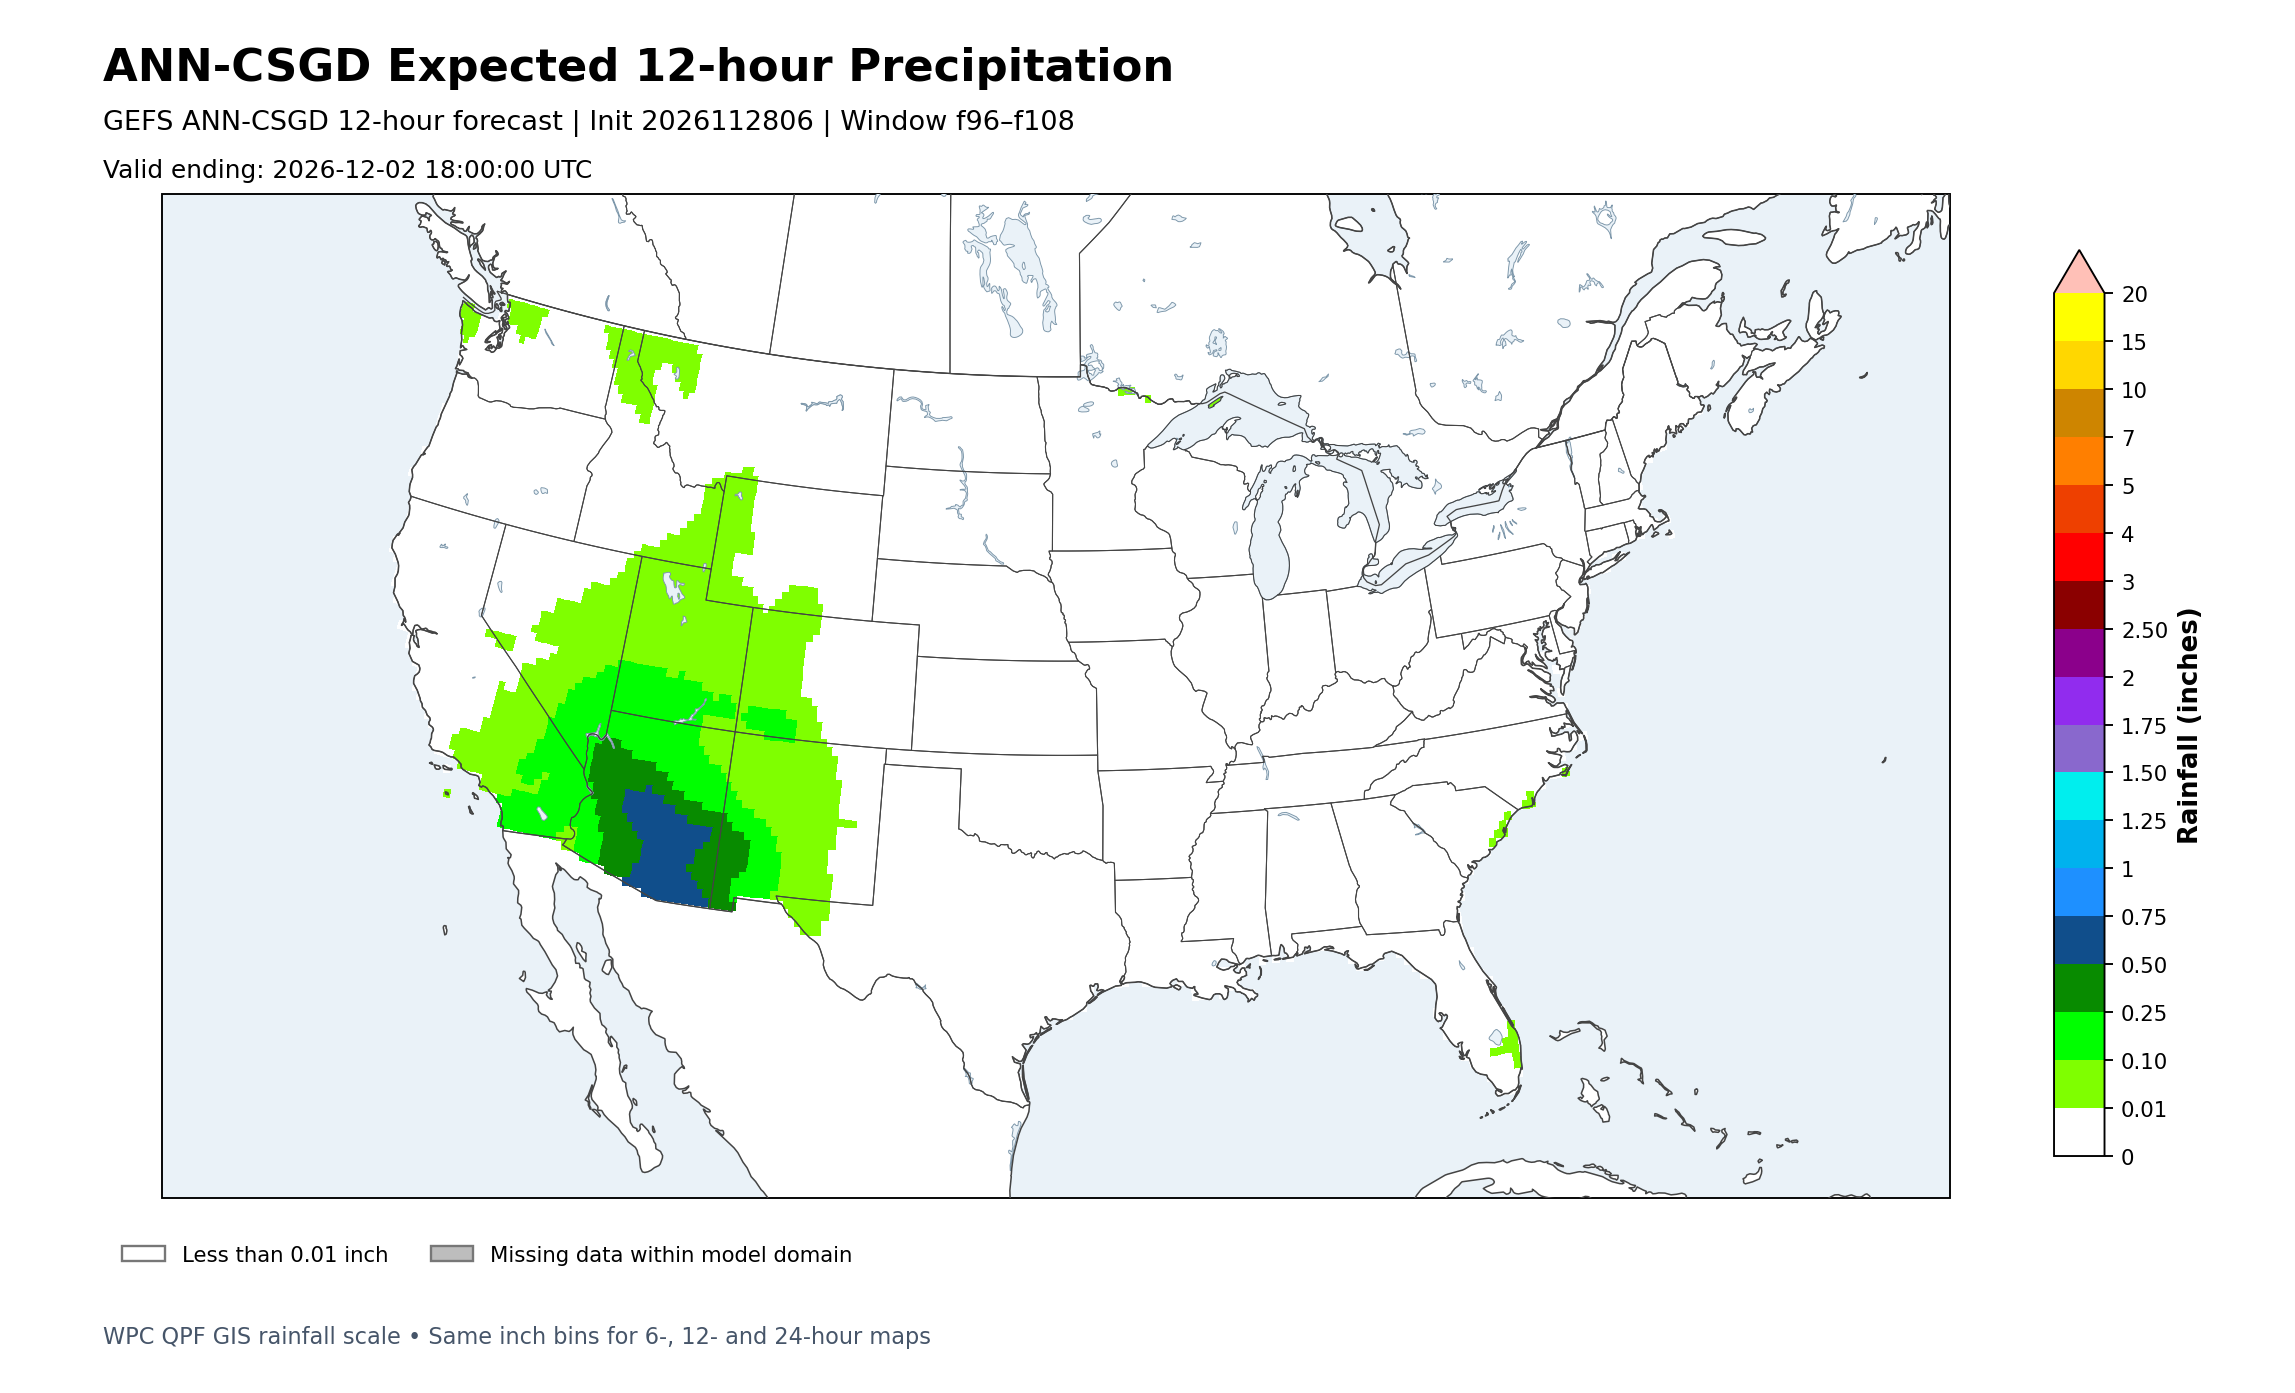 ANN-CSGD Expected 12-hour Precipitation
GEFS ANN-CSGD 12-hour forecast | Init 2026112806 | Window f96–f108
Valid ending: 2026-12-02 18:00:00 UTC
20
15
10
7
5
4
3
2.50
2
1.75
1.50
1.25
1
0.75
0.50
0.25
0.10
0.01
0
Rainfall (inches)
Less than 0.01 inch
Missing data within model domain
WPC QPF GIS rainfall scale • Same inch bins for 6-, 12- and 24-hour maps